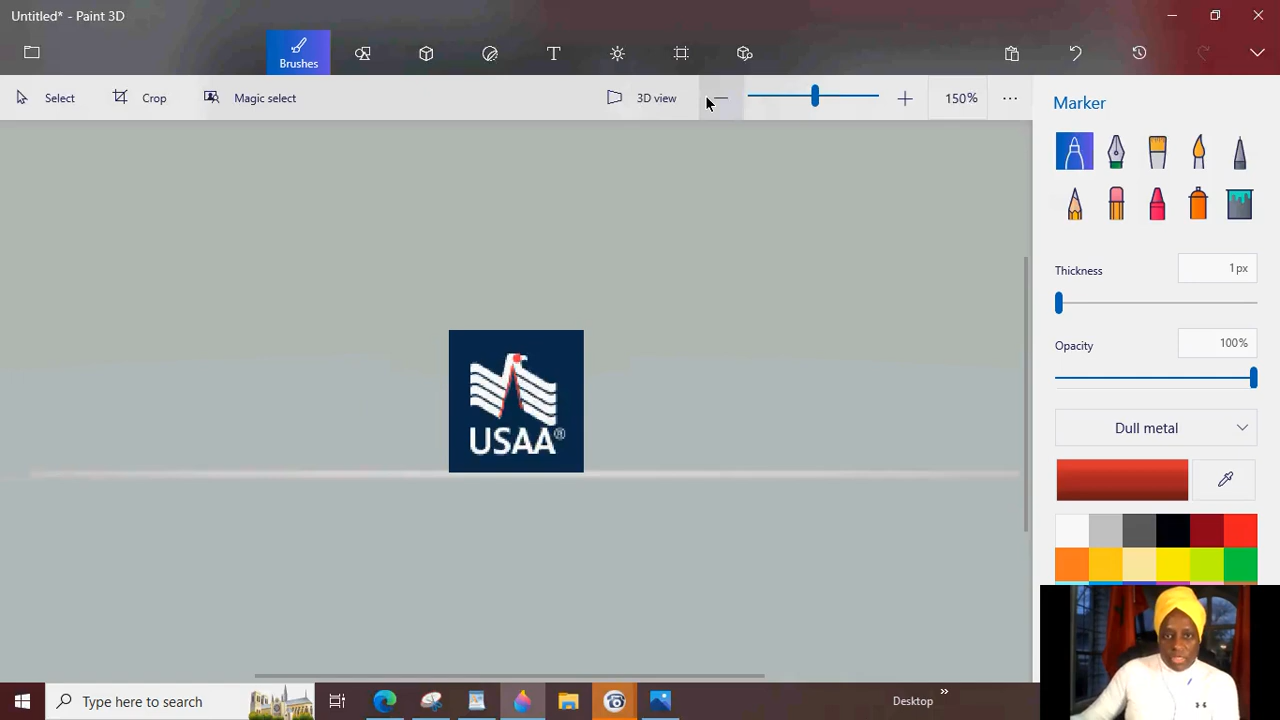 Untitled* - Paint 3D
Brushes
Select
Crop
Magic select
3D view
150%
Marker
Thickness
1px
Opacity
100%
Dull metal
USAA®
Type here to search
Desktop